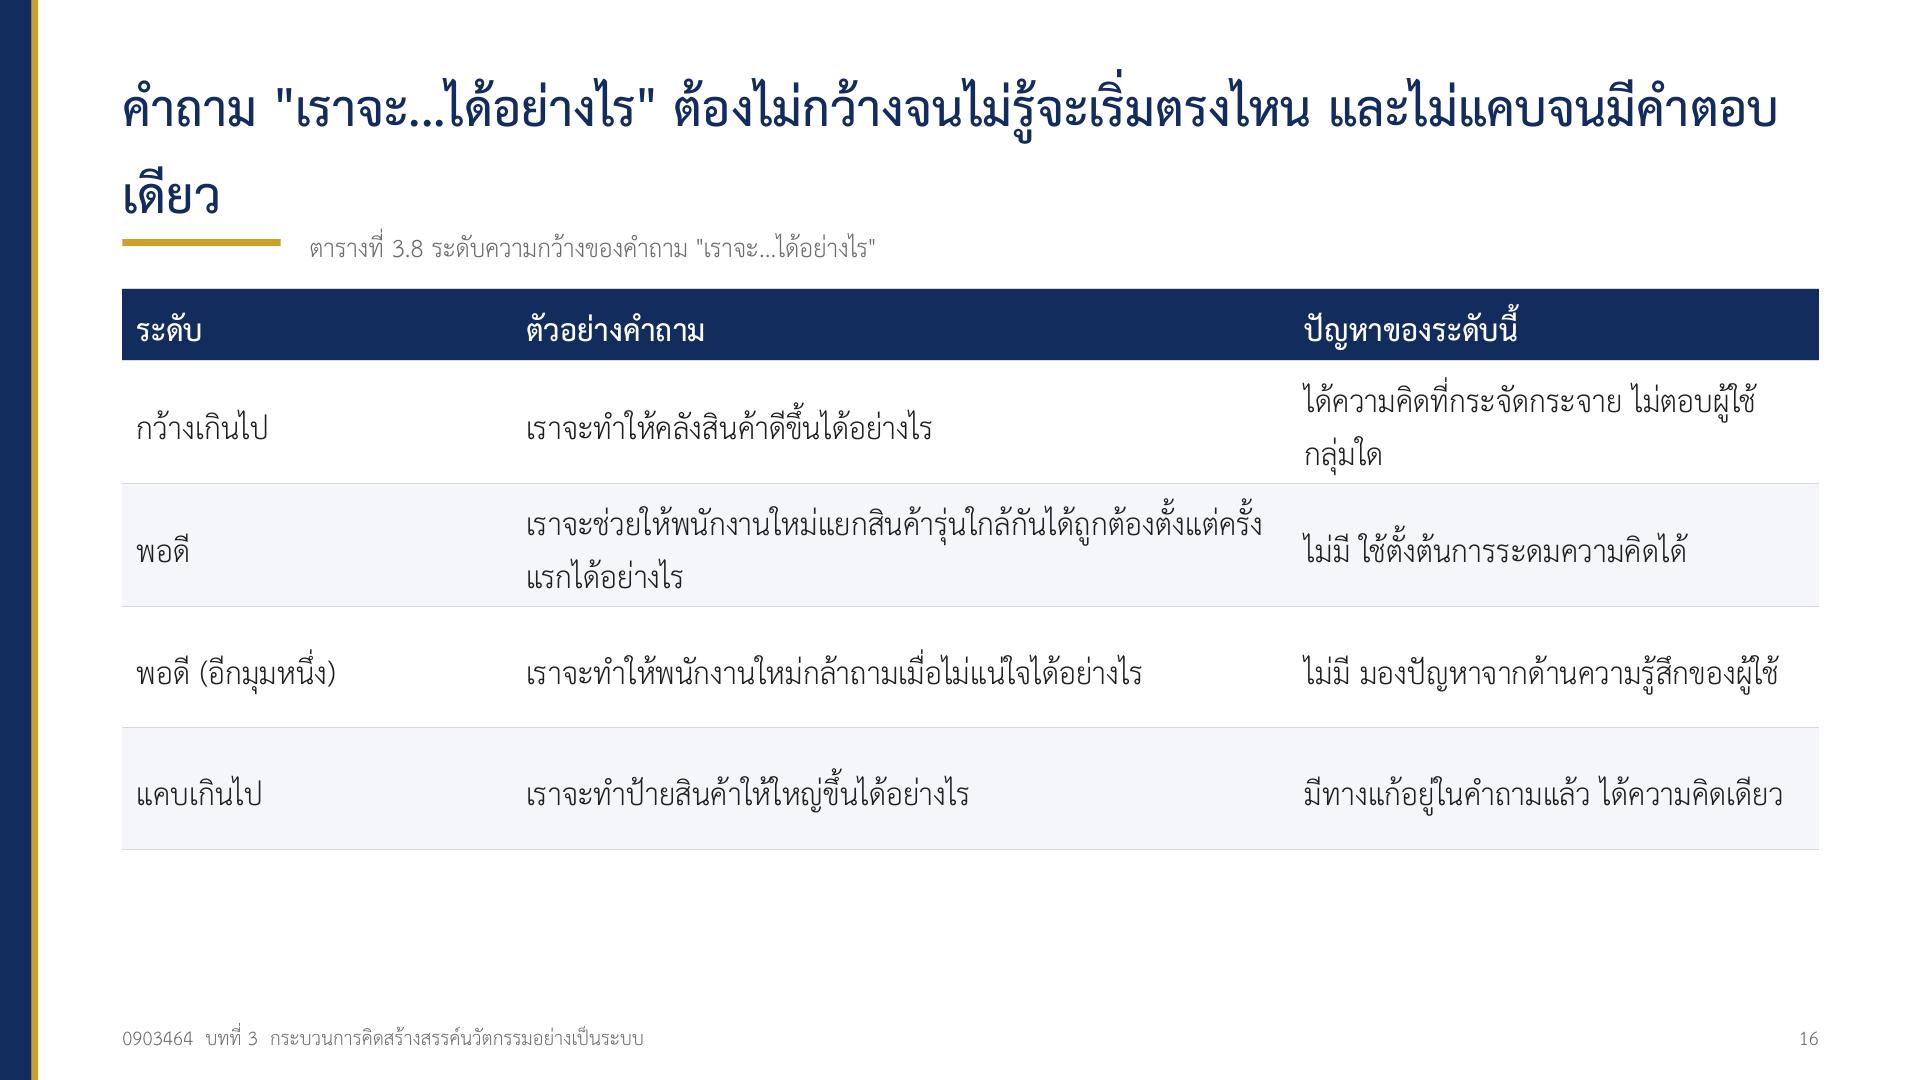 คำถาม "เราจะ...ได้อย่างไร" ต้องไม่กว้างจนไม่รู้จะเริ่มตรงไหน และไม่แคบจนมีคำตอบ
เดียว
ตารางที่ 3.8 ระดับความกว้างของคำถาม "เราจะ...ได้อย่างไร"
ระดับ ตัวอย่างคำถาม ปัญหาของระดับนี้
กว้างเกินไป เราจะทำให้คลังสินค้าดีขึ้นได้อย่างไร ได้ความคิดที่กระจัดกระจาย ไม่ตอบผู้ใช้
กลุ่มใด
พอดี เราจะช่วยให้พนักงานใหม่แยกสินค้ารุ่นใกล้กันได้ถูกต้องตั้งแต่ครั้ง
แรกได้อย่างไร ไม่มี ใช้ตั้งต้นการระดมความคิดได้
พอดี (อีกมุมหนึ่ง) เราจะทำให้พนักงานใหม่กล้าถามเมื่อไม่แน่ใจได้อย่างไร ไม่มี มองปัญหาจากด้านความรู้สึกของผู้ใช้
แคบเกินไป เราจะทำป้ายสินค้าให้ใหญ่ขึ้นได้อย่างไร มีทางแก้อยู่ในคำถามแล้ว ได้ความคิดเดียว
0903464 บทที่ 3 กระบวนการคิดสร้างสรรค์นวัตกรรมอย่างเป็นระบบ 16